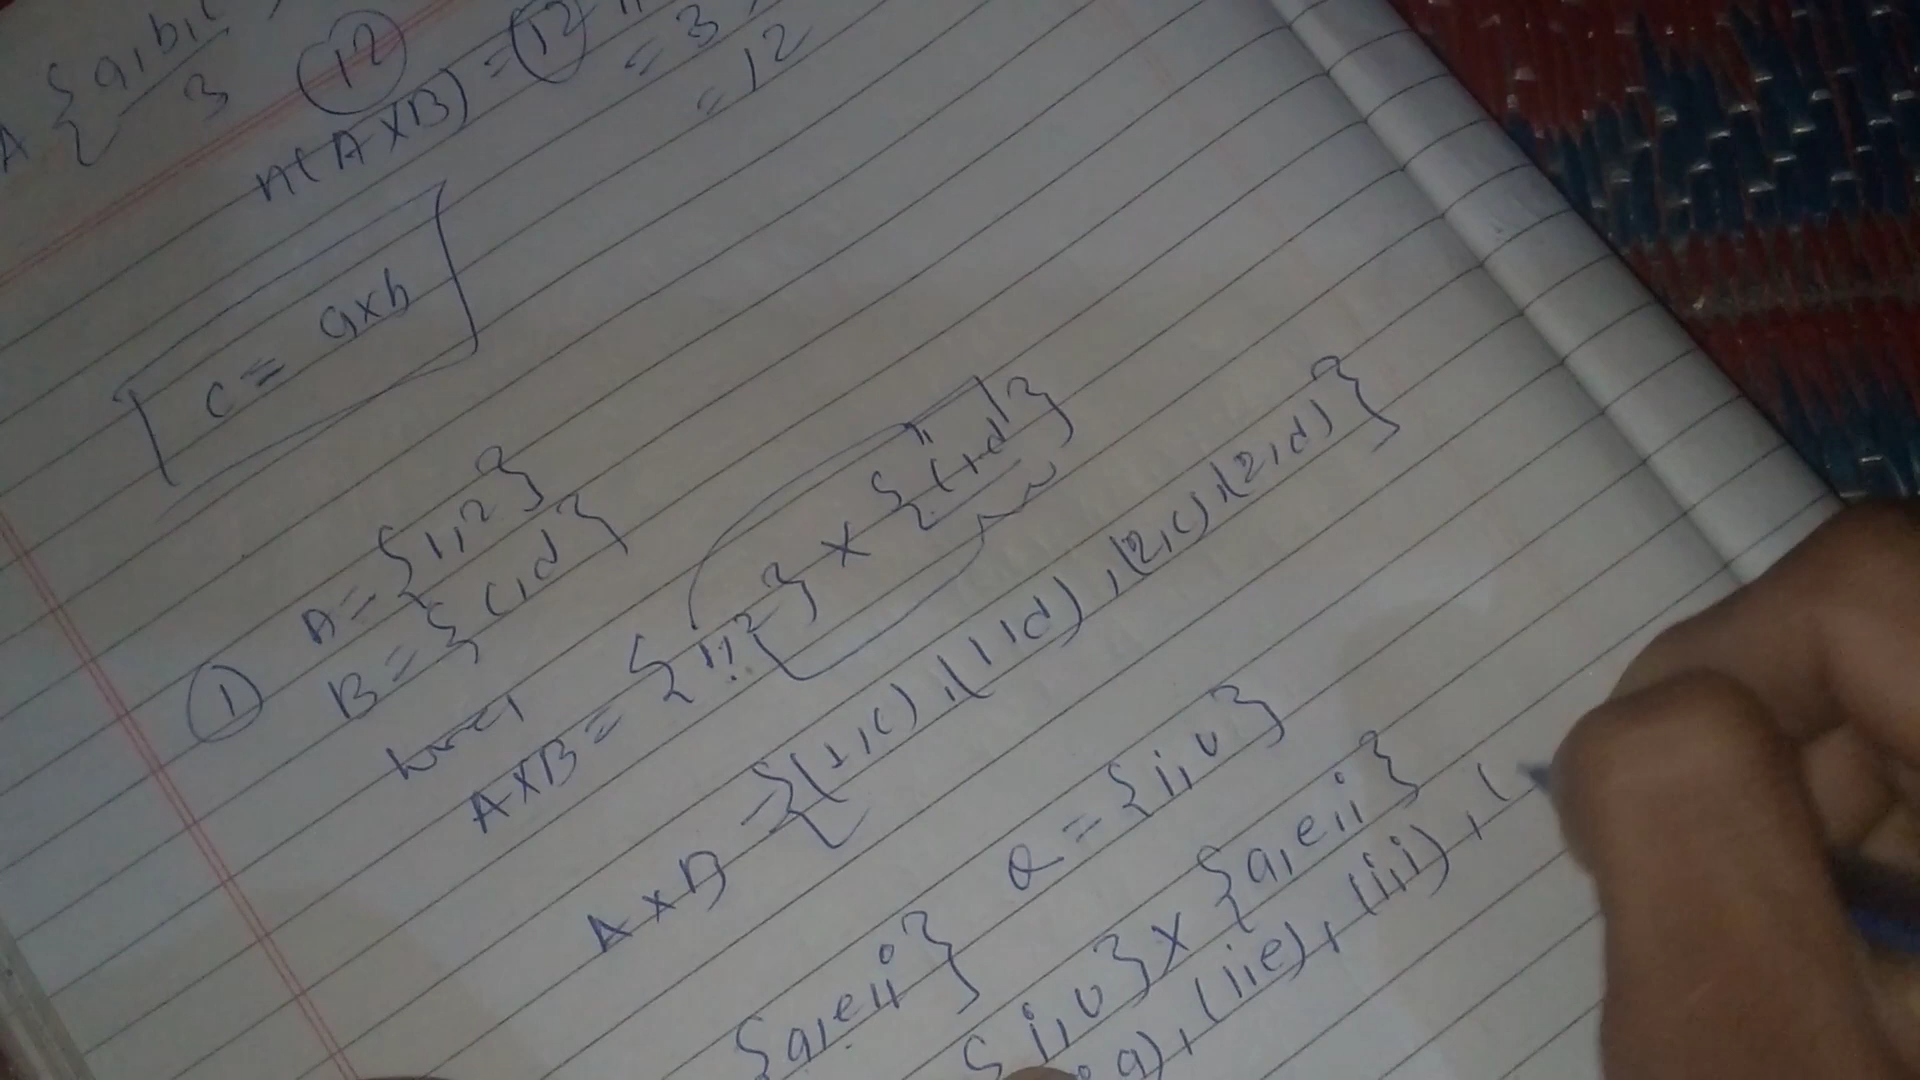 A {a,b,c
3 12
n(A×B) = 12
= 3
= 12
c = a×b
① A = {1,2}
B = {c,d}
A×B = {1,2} × {c,d}
A×B = {(1,c),(1,d),(2,c),(2,d)}
{a,e,i} Q = {i,u}
{i,u} × {a,e,i}
a),(i,e),(i,i),(